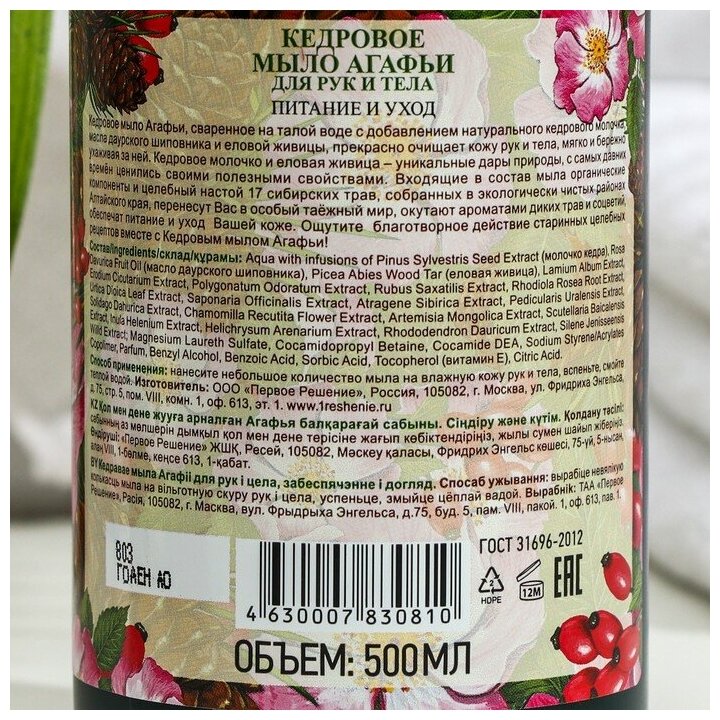 КЕДРОВОЕ
МЫЛО АГАФЬИ
ДЛЯ РУК И ТЕЛА
ПИТАНИЕ И УХОД
Кедровое мыло Агафьи, сваренное на талой воде с добавлением натурального кедрового молочка,
масла даурского шиповника и еловой живицы, прекрасно очищает кожу рук и тела, мягко и бережно
ухаживая за ней. Кедровое молочко и еловая живица – уникальные дары природы, с самых давних
времён ценились своими полезными свойствами. Входящие в состав мыла органические
компоненты и целебный настой 17 сибирских трав, собранных в экологически чистых районах
Алтайского края, перенесут Вас в особый таёжный мир, окутают ароматами диких трав и соцветий,
обеспечат питание и уход Вашей коже. Ощутите благотворное действие старинных целебных
рецептов вместе с Кедровым мылом Агафьи!
Состав/ingredients/склад/құрамы: Aqua with infusions of Pinus Sylvestris Seed Extract (молочко кедра), Rosa
Davurica Fruit Oil (масло даурского шиповника), Picea Abies Wood Tar (еловая живица), Lamium Album Extract,
Erodium Cicutarium Extract, Polygonatum Odoratum Extract, Rubus Saxatilis Extract, Rhodiola Rosea Root Extract,
Urtica Dioica Leaf Extract, Saponaria Officinalis Extract, Atragene Sibirica Extract, Pedicularis Uralensis Extract,
Solidago Dahurica Extract, Chamomilla Recutita Flower Extract, Artemisia Mongolica Extract, Scutellaria Baicalensis
Extract, Inula Helenium Extract, Helichrysum Arenarium Extract, Rhododendron Dauricum Extract, Silene Jenisseensis
Willd Extract; Magnesium Laureth Sulfate, Cocamidopropyl Betaine, Cocamide DEA, Sodium Styrene/Acrylates
Copolmer, Parfum, Benzyl Alcohol, Benzoic Acid, Sorbic Acid, Tocopherol (витамин Е), Citric Acid.
Способ применения: нанесите небольшое количество мыла на влажную кожу рук и тела, вспеньте, смойте
теплой водой. Изготовитель: ООО «Первое Решение», Россия, 105082, г. Москва, ул. Фридриха Энгельса,
д. 75, стр. 5, пом. VIII, комн. 1, оф. 613, эт. 1. www.1reshenie.ru
KZ Қол мен дене жууға арналған Агафья балқарағай сабыны. Сіндіру және күтім. Қолдану тәсілі:
сабынның аз мөлшерін дымқыл қол мен дене терісіне жағып көбіктендіріңіз, жылы сумен шайып жіберіңіз.
Өндіруші: «Первое Решение» ЖШҚ, Ресей, 105082, Мәскеу қаласы, Фридрих Энгельс көшесі, 75-үй, 5-нысан,
VIII, 1-бөлме, кеңсе 613, 1-қабат.
BY Кедравае мыла Агафіі для рук і цела, забеспячэнне і догляд. Спосаб ужывання: вырабіце невялікую
колькасць мыла на вільготную скуру рук і цела, успеньце, змыйце цёплай вадой. Вырабнік: ТАА «Первое
Решение», Расія, 105082, г. Москва, вул. Фрыдрыха Энгельса, д.75, буд. 5, пам. VIII, пакой. 1, оф. 613, пав. 1.
803
ГОДЕН ДО
ГОСТ 31696-2012
2
HDPE
12M
EAC
4 630007 830810
ОБЪЕМ: 500МЛ